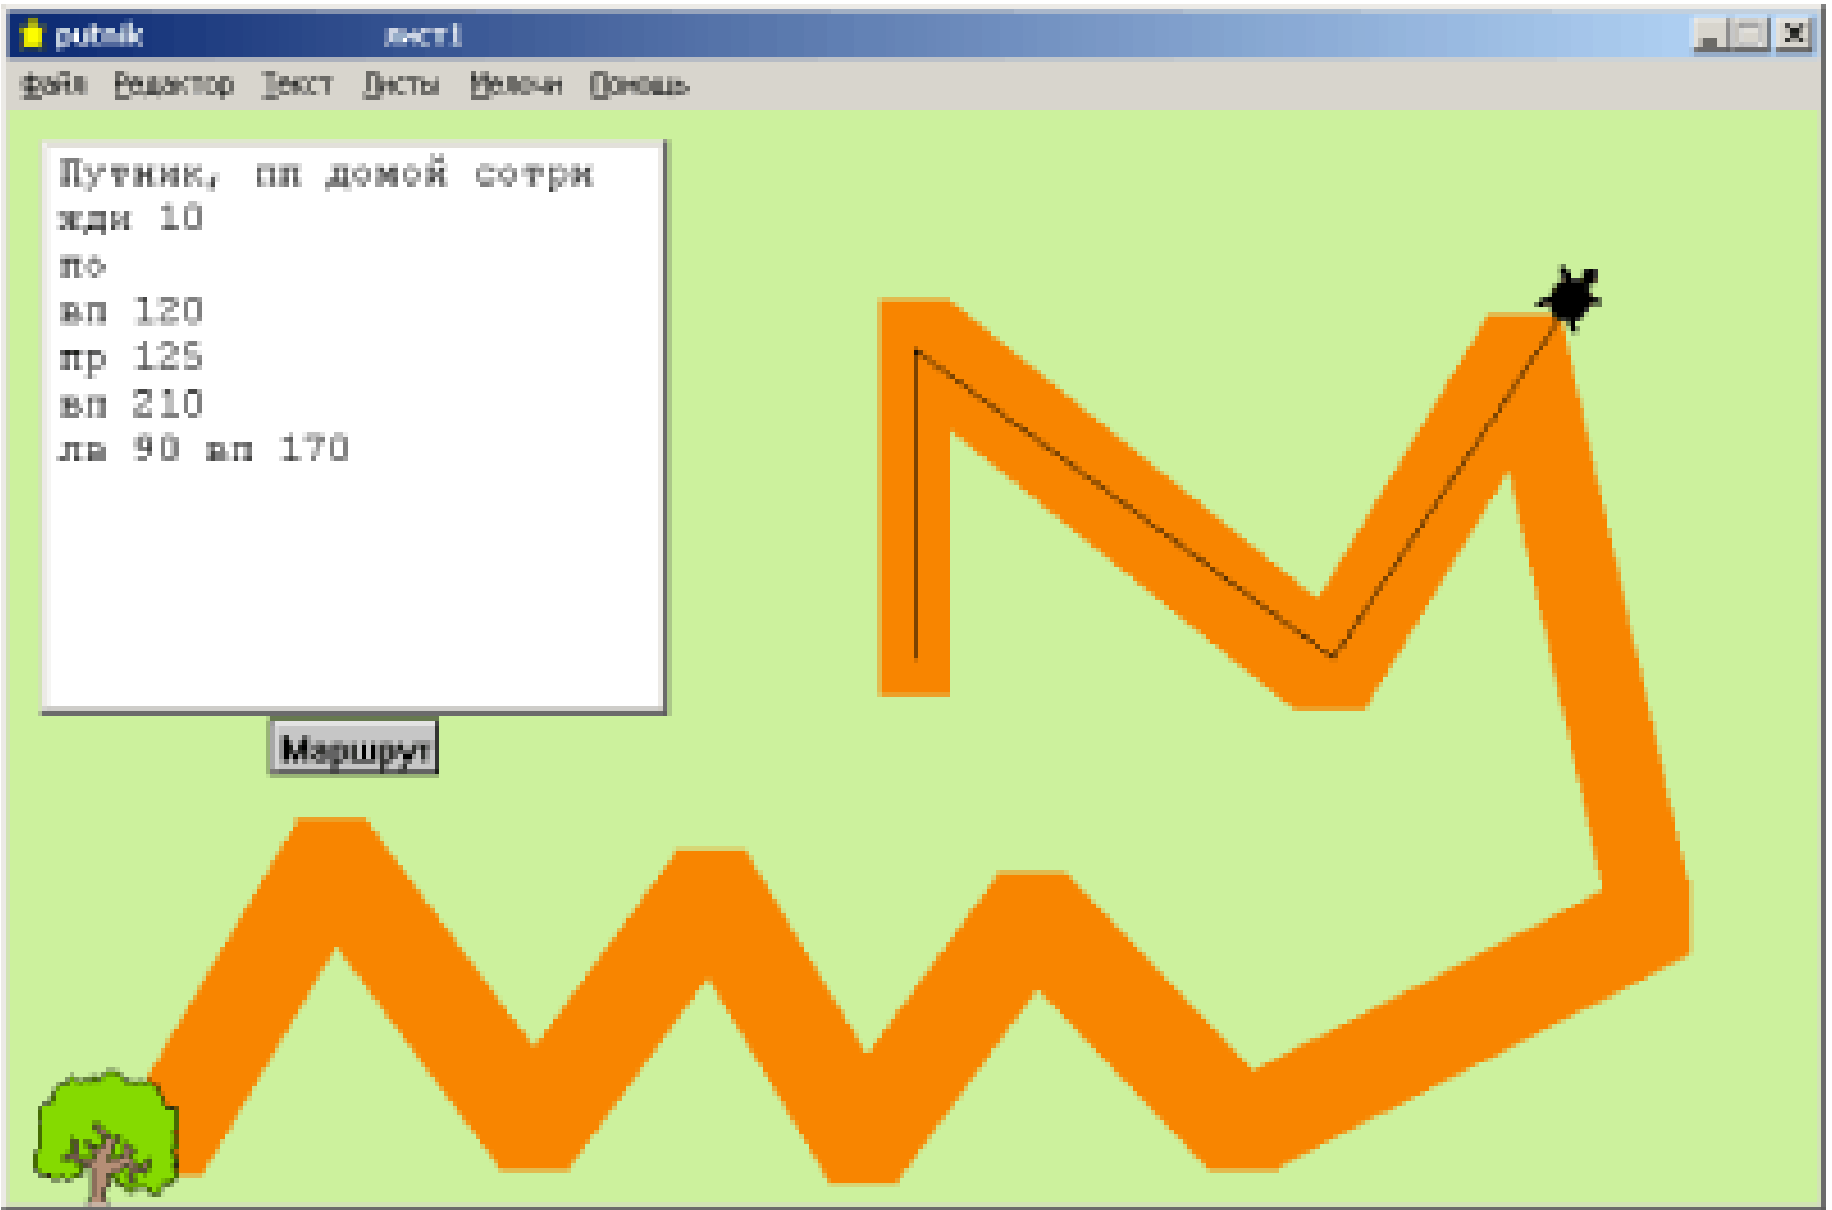 putnik лист1
Файл Редактор Текст Листы Мелочи Помощь
Путник, пп домой сотри
жди 10
по
вп 120
пр 125
вп 210
лв 90 вп 170
Маршрут